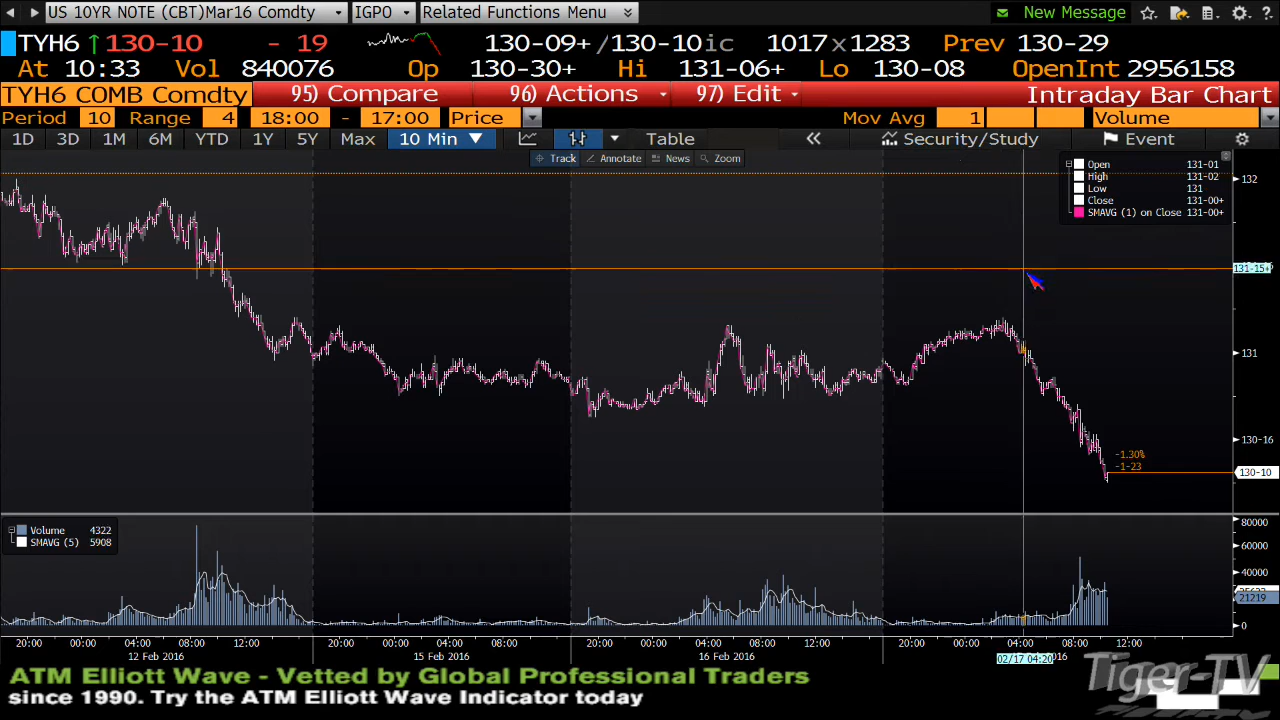 US 10YR NOTE (CBT)Mar16 Comdty IGPO Related Functions Menu New Message
TYH6 ↑130-10 - 19 130-09+/130-10ic 1017x1283 Prev 130-29
At 10:33 Vol 840076 Op 130-30+ Hi 131-06+ Lo 130-08 OpenInt 2956158
TYH6 COMB Comdty 95) Compare 96) Actions 97) Edit Intraday Bar Chart
Period 10 Range 4 18:00 - 17:00 Price Mov Avg 1 Volume
1D 3D 1M 6M YTD 1Y 5Y Max 10 Min ▼ Table « Security/Study Event
Track Annotate News Zoom
Open 131-01
High 131-02
Low 131
Close 131-00+
SMAVG (1) on Close 131-00+
132
131-15+
131
130-16
-1.30%
-1-23
130-10
Volume 4322
SMAVG (5) 5908
80000
60000
40000
21219
0
20:00 00:00 04:00 08:00 12:00 20:00 00:00 04:00 08:00 12:00 20:00 00:00 04:00 08:00 12:00 20:00 00:00 04:00 08:00 12:00
12 Feb 2016 15 Feb 2016 16 Feb 2016 02/17 04:20 2016
ATM Elliott Wave - Vetted by Global Professional Traders
since 1990. Try the ATM Elliott Wave Indicator today
Tiger-TV